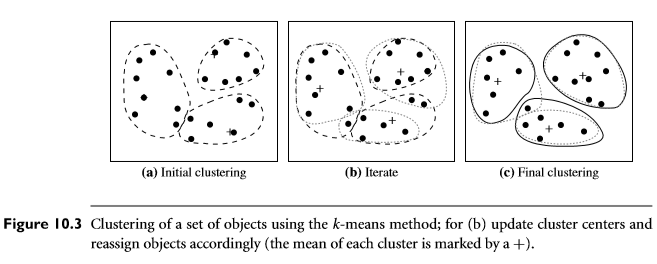 (a) Initial clustering
(b) Iterate
(c) Final clustering
Figure 10.3 Clustering of a set of objects using the k-means method; for (b) update cluster centers and
reassign objects accordingly (the mean of each cluster is marked by a +).